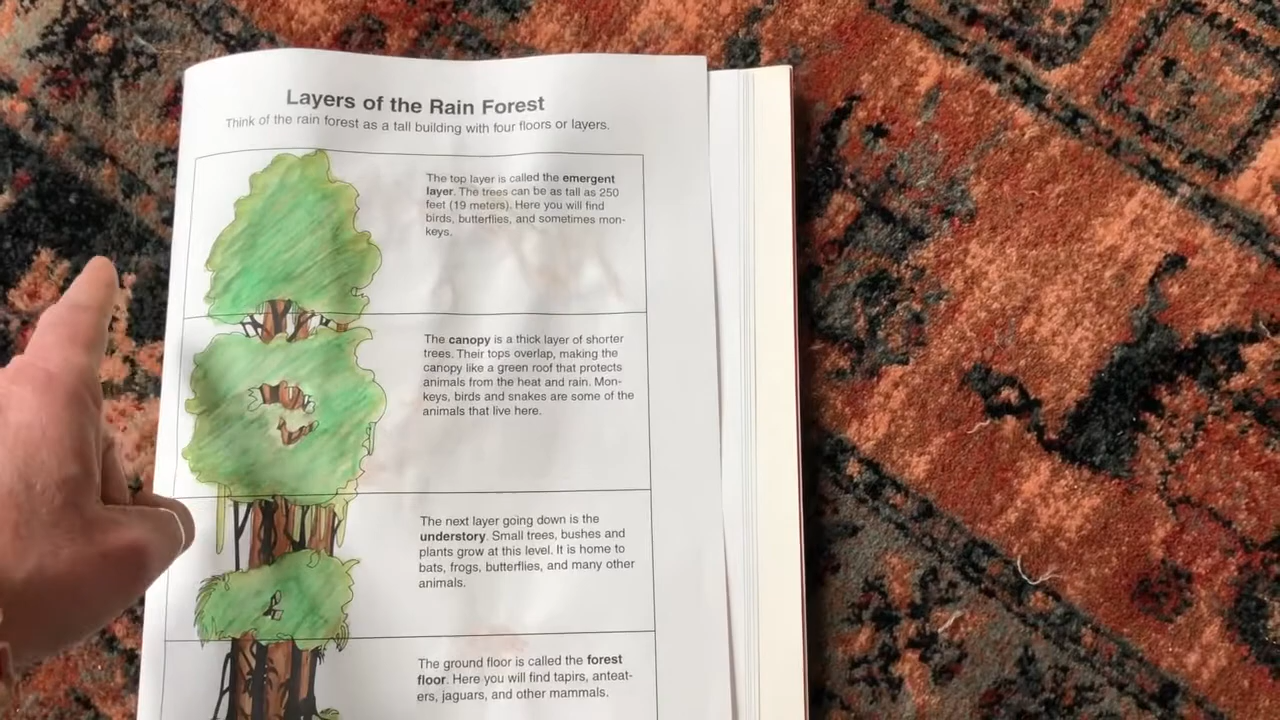 Layers of the Rain Forest
Think of the rain forest as a tall building with four floors or layers.
The top layer is called the emergent
layer. The trees can be as tall as 250
feet (19 meters). Here you will find
birds, butterflies, and sometimes mon-
keys.
The canopy is a thick layer of shorter
trees. Their tops overlap, making the
canopy like a green roof that protects
animals from the heat and rain. Mon-
keys, birds and snakes are some of the
animals that live here.
The next layer going down is the
understory. Small trees, bushes and
plants grow at this level. It is home to
bats, frogs, butterflies, and many other
animals.
The ground floor is called the forest
floor. Here you will find tapirs, anteat-
ers, jaguars, and other mammals.